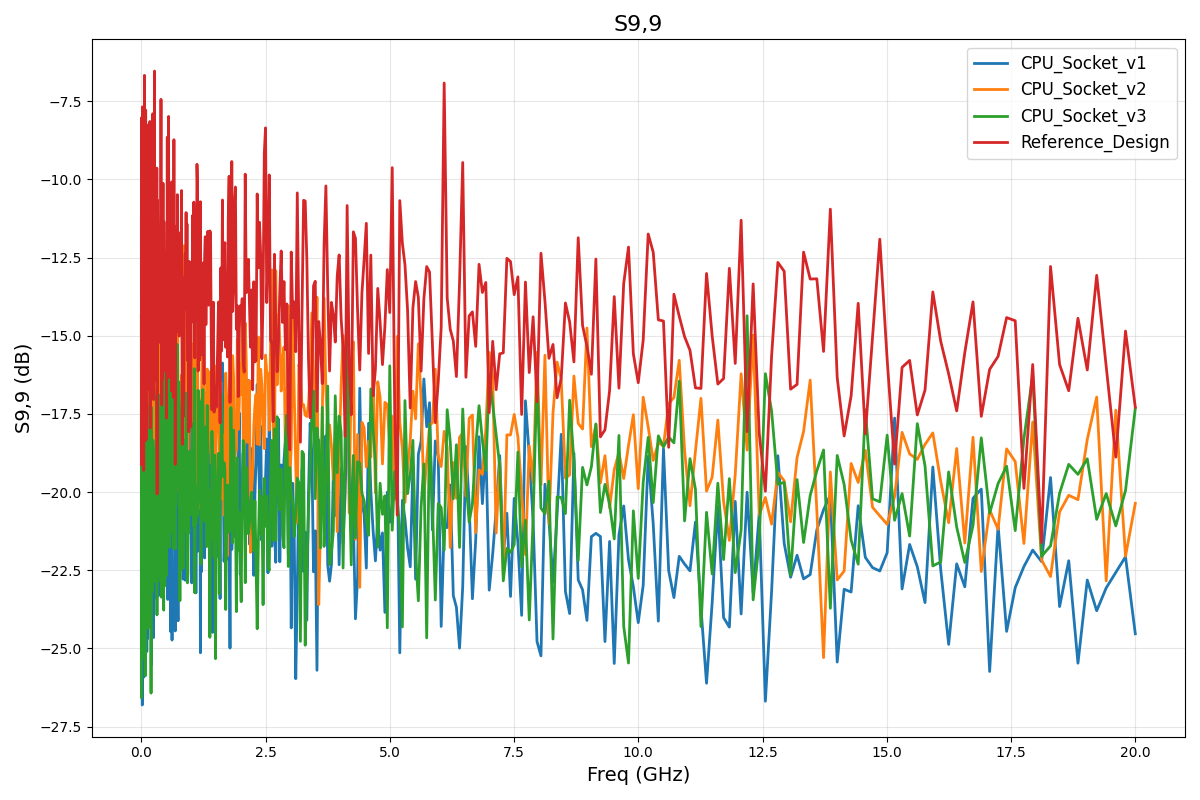 S9,9
CPU_Socket_v1
CPU_Socket_v2
CPU_Socket_v3
Reference_Design
S9,9 (dB)
−7.5
−10.0
−12.5
−15.0
−17.5
−20.0
−22.5
−25.0
−27.5
0.0 2.5 5.0 7.5 10.0 12.5 15.0 17.5 20.0
Freq (GHz)